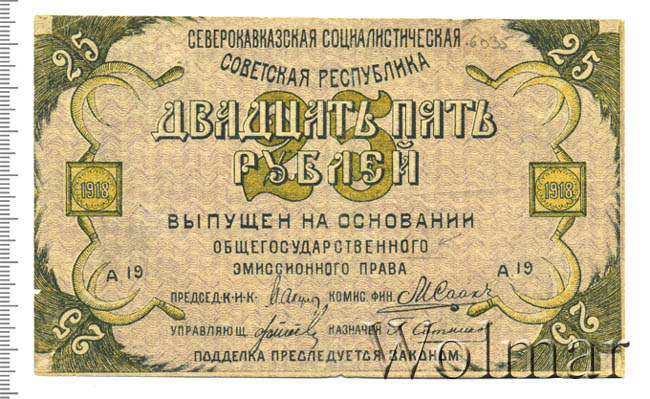 25 25
СЕВЕРОКАВКАЗСКАЯ СОЦИАЛИСТИЧЕСКАЯ
СОВЕТСКАЯ РЕСПУБЛИКА
25
ДВАДЦАТЬ ПЯТЬ
РУБЛЕЙ
1918 1918
ВЫПУЩЕН НА ОСНОВАНИИ
ОБЩЕГОСУДАРСТВЕННОГО
ЭМИССИОННОГО ПРАВА
А 19 А 19
ПРЕДСЕД. К-И-К КОМИС. ФИН.
УПРАВЛЯЮЩ. КАЗНАЧЕЙ
25 25
ПОДДЕЛКА ПРЕСЛЕДУЕТСЯ ЗАКОНОМ
Wolmar